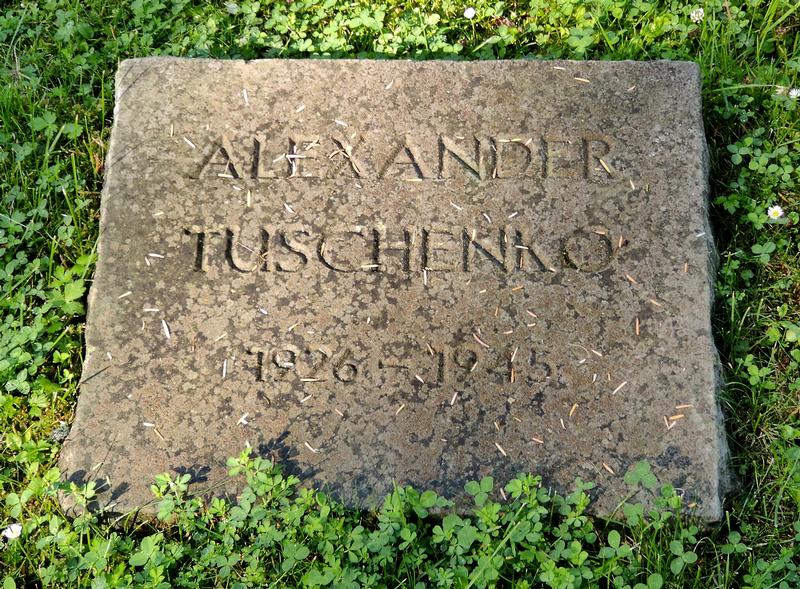 ALEXANDER
TUSCHENKO
1926 – 1945